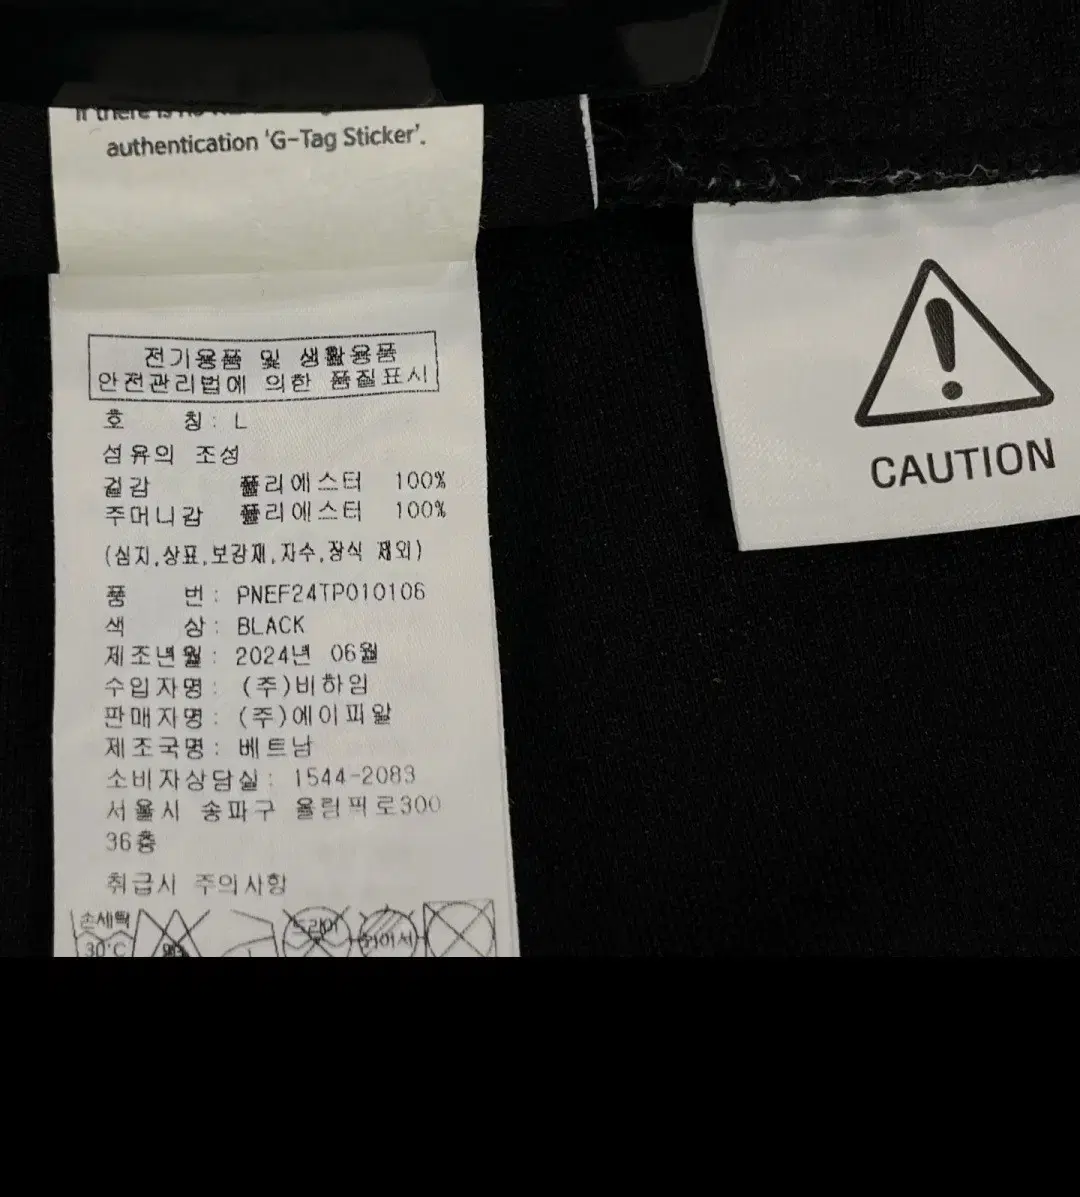 authentication 'G-Tag Sticker'.
전기용품 및 생활용품
안전관리법에 의한 품질표시
호 칭: L
섬유의 조성
겉감 폴리에스터 100%
주머니감 폴리에스터 100%
(심지,상표,보강재,자수,장식 제외)
품 번: PNEF24TP010106
색 상: BLACK
제조년월: 2024년 06월
수입자명: (주)비하임
판매자명: (주)에이피알
제조국명: 베트남
소비자상담실: 1544-2083
서울시 송파구 올림픽로300
36층
취급시 주의사항
손세탁
30°C
드라이
CAUTION